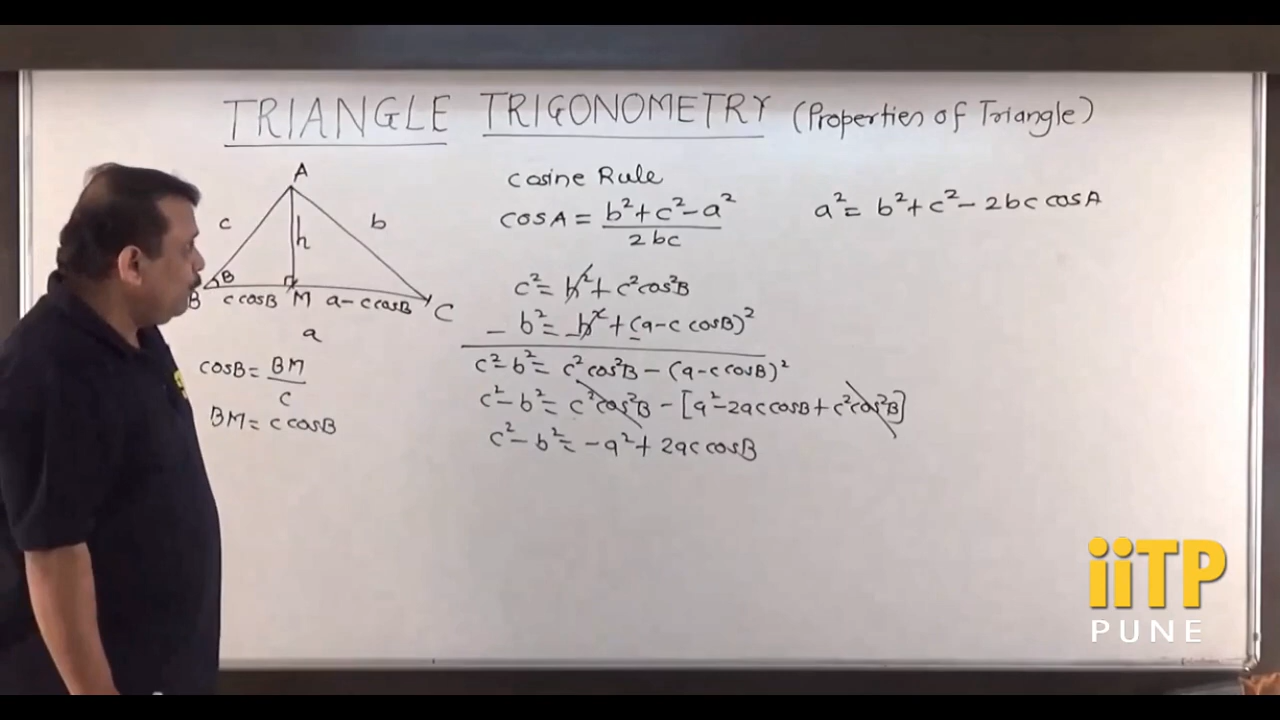 TRIANGLE TRIGONOMETRY (Properties of Triangle)
A
c
h
b
B
B
c cosB
M
a-c cosB
C
a
cosB = BM/c
BM = c cosB
cosine Rule
cosA = (b²+c²-a²)/2bc
a² = b²+c²-2bc cosA
c² = h²+c²cos²B
- b² = -h²+(a-c cosB)²
c²-b² = c²cos²B-(a-c cosB)²
c²-b² = c²cos²B-[a²-2ac cosB+c²cos²B]
c²-b² = -a²+2ac cosB
iiTP
PUNE